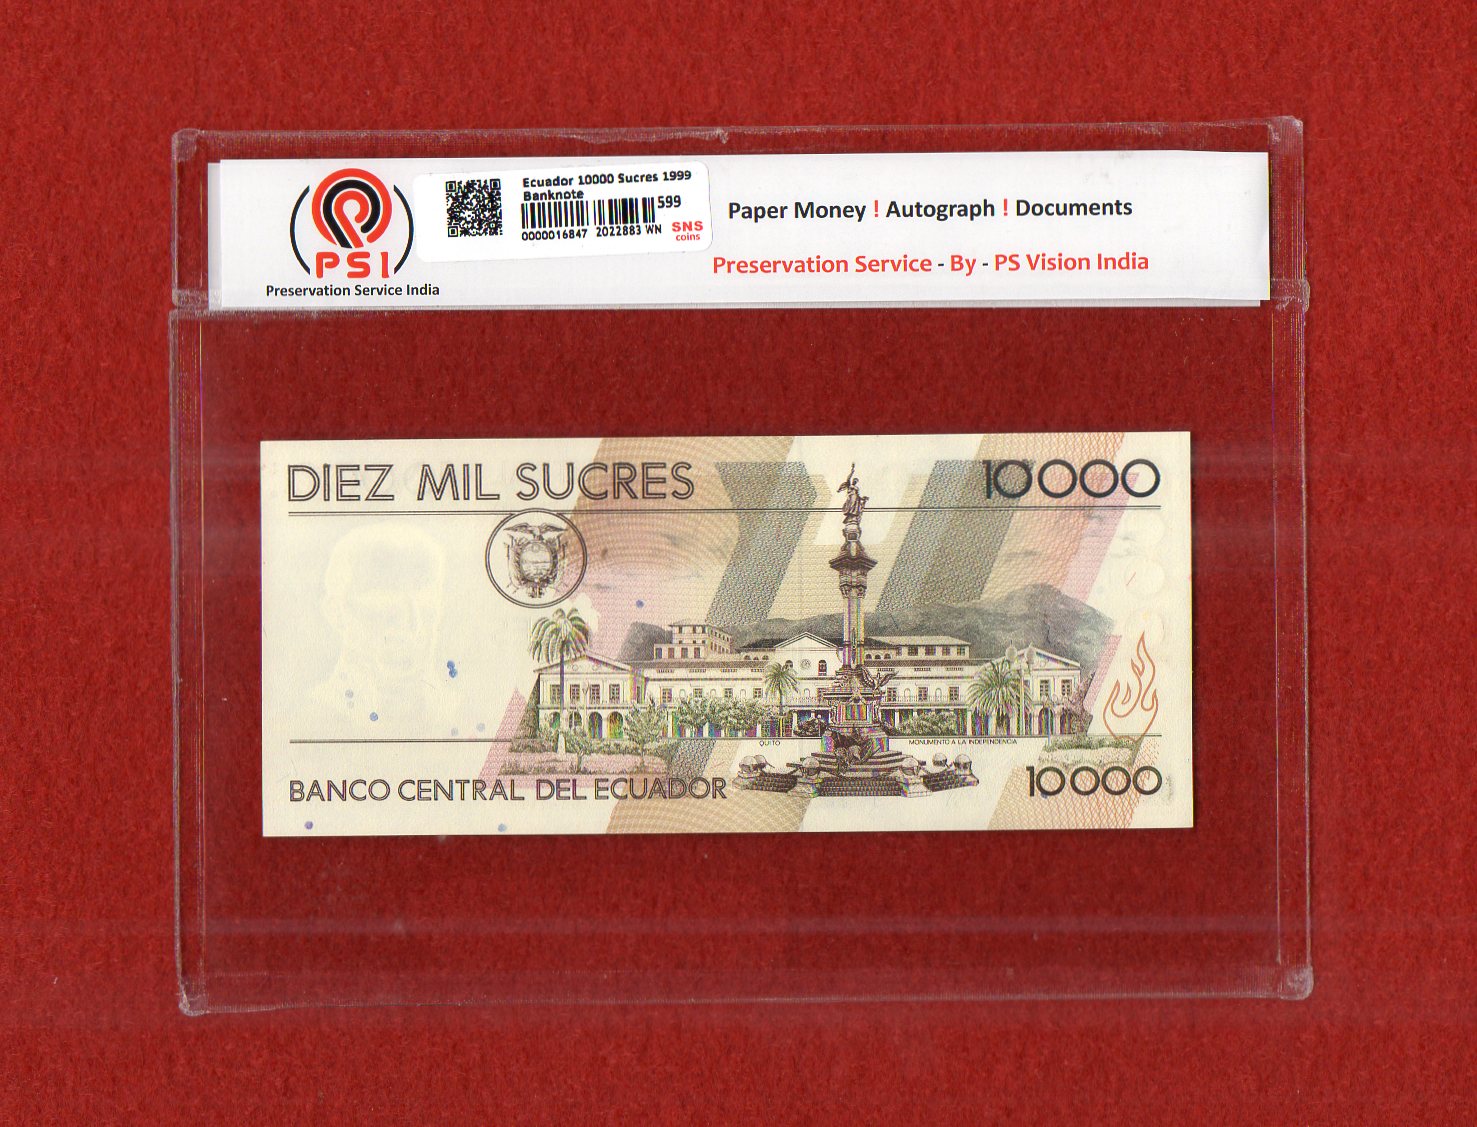 PSI
Preservation Service India
Ecuador 10000 Sucres 1999
Banknote
599
0000016847 2022883 WN
SNS
coins
Paper Money ! Autograph ! Documents
Preservation Service - By - PS Vision India
DIEZ MIL SUCRES
10000
QUITO
MONUMENTO A LA INDEPENDENCIA
BANCO CENTRAL DEL ECUADOR
10000